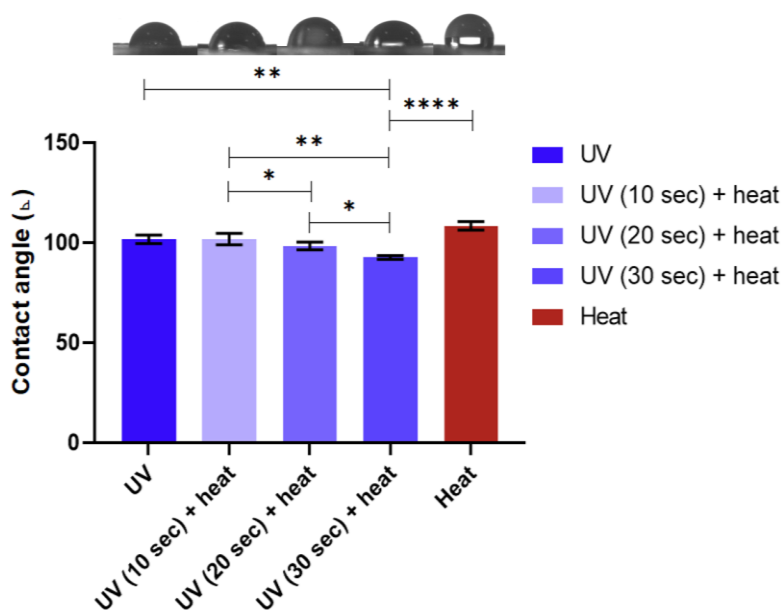 **
****
**
*
*
150
100
50
0
Contact angle (⊾)
UV
UV (10 sec) + heat
UV (20 sec) + heat
UV (30 sec) + heat
Heat
UV
UV (10 sec) + heat
UV (20 sec) + heat
UV (30 sec) + heat
Heat